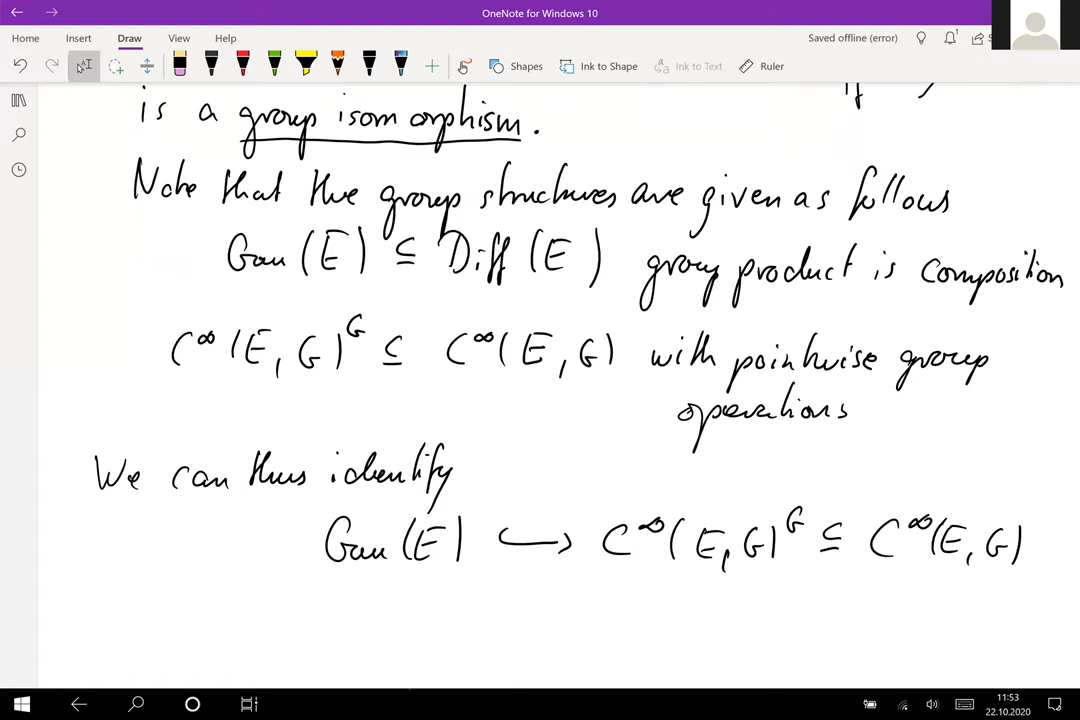 OneNote for Windows 10
Home Insert Draw View Help Saved offline (error)
Shapes Ink to Shape Ink to Text Ruler
is a group isomorphism. if
Note that the group structures are given as follows
Gau(E) ⊆ Diff(E) group product is composition
C^∞(E, G)^G ⊆ C^∞(E, G) with pointwise group
operations
We can thus identify
Gau(E) ↪ C^∞(E, G)^G ⊆ C^∞(E, G)
11:53
22.10.2020